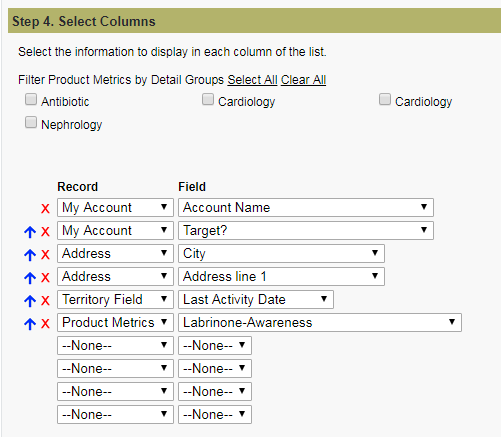 Step 4. Select Columns
Select the information to display in each column of the list.
Filter Product Metrics by Detail Groups Select All Clear All
Antibiotic Cardiology Cardiology
Nephrology
Record Field
X My Account Account Name
X My Account Target?
X Address City
X Address Address line 1
X Territory Field Last Activity Date
X Product Metrics Labrinone-Awareness
--None-- --None--
--None-- --None--
--None-- --None--
--None-- --None--